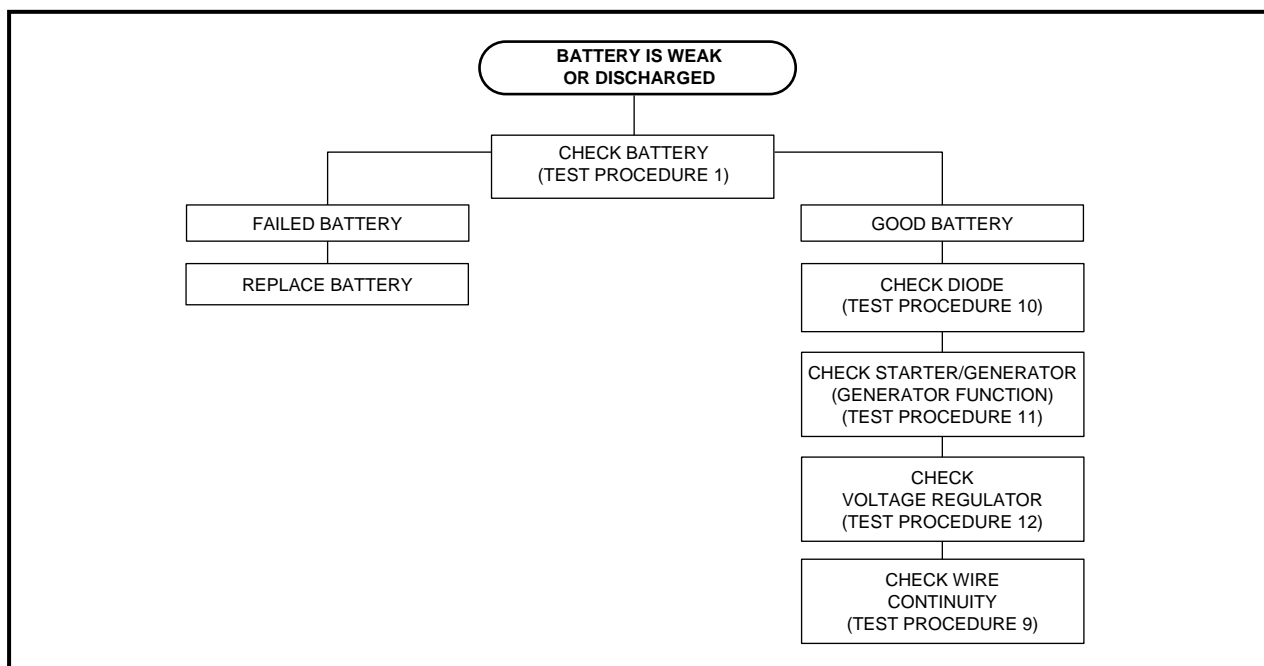 BATTERY IS WEAK
OR DISCHARGED
CHECK BATTERY
(TEST PROCEDURE 1)
FAILED BATTERY
REPLACE BATTERY
GOOD BATTERY
CHECK DIODE
(TEST PROCEDURE 10)
CHECK STARTER/GENERATOR
(GENERATOR FUNCTION)
(TEST PROCEDURE 11)
CHECK
VOLTAGE REGULATOR
(TEST PROCEDURE 12)
CHECK WIRE
CONTINUITY
(TEST PROCEDURE 9)